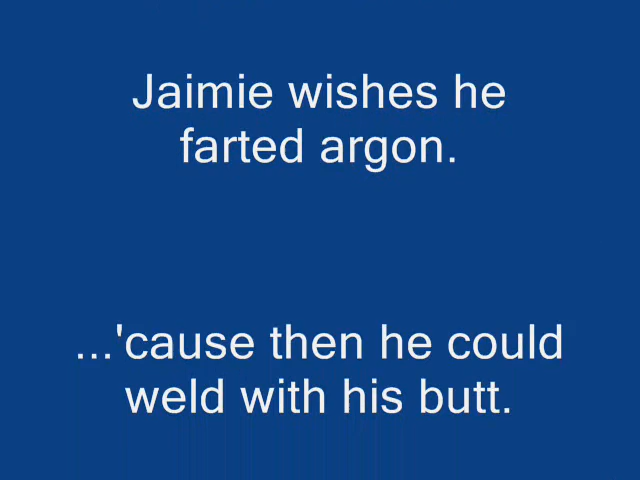 Jaimie wishes he
farted argon.
...'cause then he could
weld with his butt.